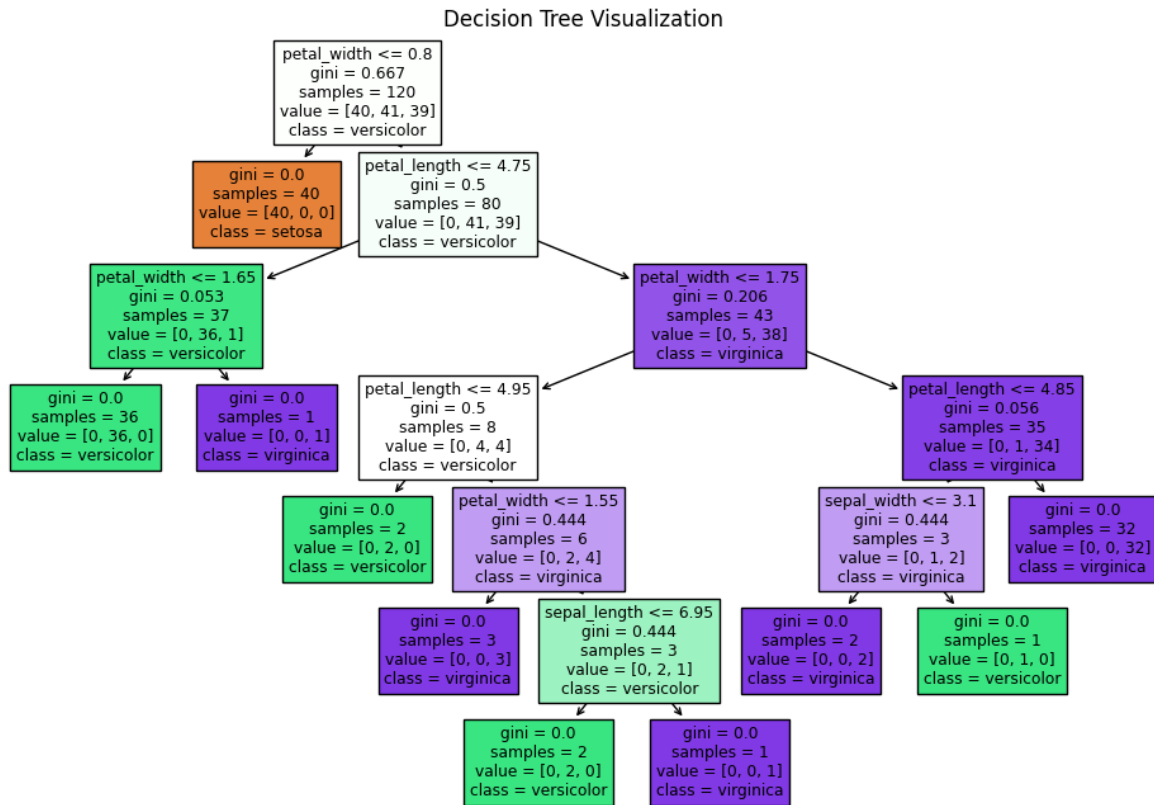 Decision Tree Visualization
petal_width <= 0.8
gini = 0.667
samples = 120
value = [40, 41, 39]
class = versicolor
gini = 0.0
samples = 40
value = [40, 0, 0]
class = setosa
petal_length <= 4.75
gini = 0.5
samples = 80
value = [0, 41, 39]
class = versicolor
petal_width <= 1.65
gini = 0.053
samples = 37
value = [0, 36, 1]
class = versicolor
petal_width <= 1.75
gini = 0.206
samples = 43
value = [0, 5, 38]
class = virginica
gini = 0.0
samples = 36
value = [0, 36, 0]
class = versicolor
gini = 0.0
samples = 1
value = [0, 0, 1]
class = virginica
petal_length <= 4.95
gini = 0.5
samples = 8
value = [0, 4, 4]
class = versicolor
petal_length <= 4.85
gini = 0.056
samples = 35
value = [0, 1, 34]
class = virginica
gini = 0.0
samples = 2
value = [0, 2, 0]
class = versicolor
petal_width <= 1.55
gini = 0.444
samples = 6
value = [0, 2, 4]
class = virginica
sepal_width <= 3.1
gini = 0.444
samples = 3
value = [0, 1, 2]
class = virginica
gini = 0.0
samples = 32
value = [0, 0, 32]
class = virginica
gini = 0.0
samples = 3
value = [0, 0, 3]
class = virginica
sepal_length <= 6.95
gini = 0.444
samples = 3
value = [0, 2, 1]
class = versicolor
gini = 0.0
samples = 2
value = [0, 0, 2]
class = virginica
gini = 0.0
samples = 1
value = [0, 1, 0]
class = versicolor
gini = 0.0
samples = 2
value = [0, 2, 0]
class = versicolor
gini = 0.0
samples = 1
value = [0, 0, 1]
class = virginica